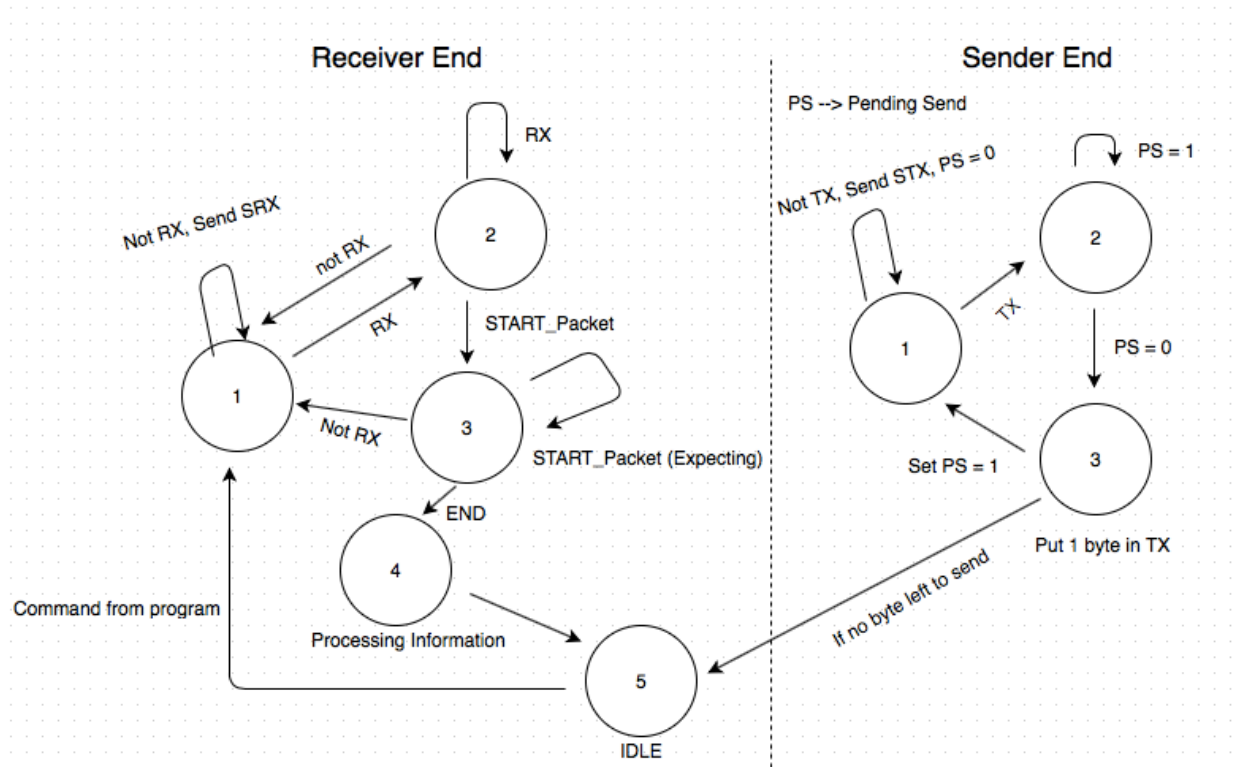 Receiver End
Sender End
PS --> Pending Send
RX
PS = 1
Not TX, Send STX, PS = 0
Not RX, Send SRX
2
2
not RX
RX
TX
START_Packet
1
PS = 0
1
3
Not RX
START_Packet (Expecting)
3
Set PS = 1
END
Put 1 byte in TX
4
If no byte left to send
Command from program
Processing Information
5
IDLE